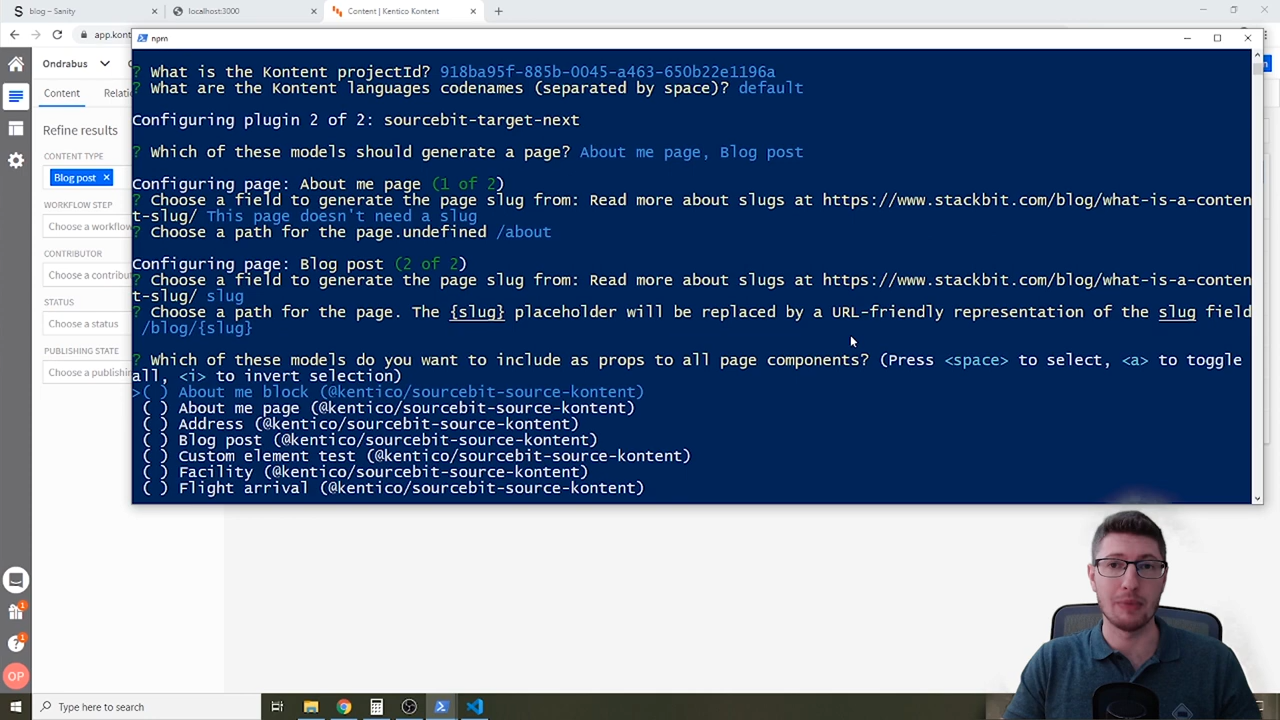 blog – Sanity
localhost:3000
Content | Kentico Kontent
app.kont
npm
Ondrabus
Content
Refine results
CONTENT TYPE
Blog post
WORKFLOW STEP
Choose a workflow
CONTRIBUTOR
Choose a contribu
STATUS
Choose a status
PUBLISHING STATE
Choose a publishin
? What is the Kontent projectId? 918ba95f-885b-0045-a463-650b22e1196a
? What are the Kontent languages codenames (separated by space)? default
Configuring plugin 2 of 2: sourcebit-target-next
? Which of these models should generate a page? About me page, Blog post
Configuring page: About me page (1 of 2)
? Choose a field to generate the page slug from: Read more about slugs at https://www.stackbit.com/blog/what-is-a-conten
t-slug/ This page doesn't need a slug
? Choose a path for the page.undefined /about
Configuring page: Blog post (2 of 2)
? Choose a field to generate the page slug from: Read more about slugs at https://www.stackbit.com/blog/what-is-a-conten
t-slug/ slug
? Choose a path for the page. The {slug} placeholder will be replaced by a URL-friendly representation of the slug field
/blog/{slug}
? Which of these models do you want to include as props to all page components? (Press <space> to select, <a> to toggle
all, <i> to invert selection)
>( ) About me block (@kentico/sourcebit-source-kontent)
( ) About me page (@kentico/sourcebit-source-kontent)
( ) Address (@kentico/sourcebit-source-kontent)
( ) Blog post (@kentico/sourcebit-source-kontent)
( ) Custom element test (@kentico/sourcebit-source-kontent)
( ) Facility (@kentico/sourcebit-source-kontent)
( ) Flight arrival (@kentico/sourcebit-source-kontent)
1
1
OP
Type here to search